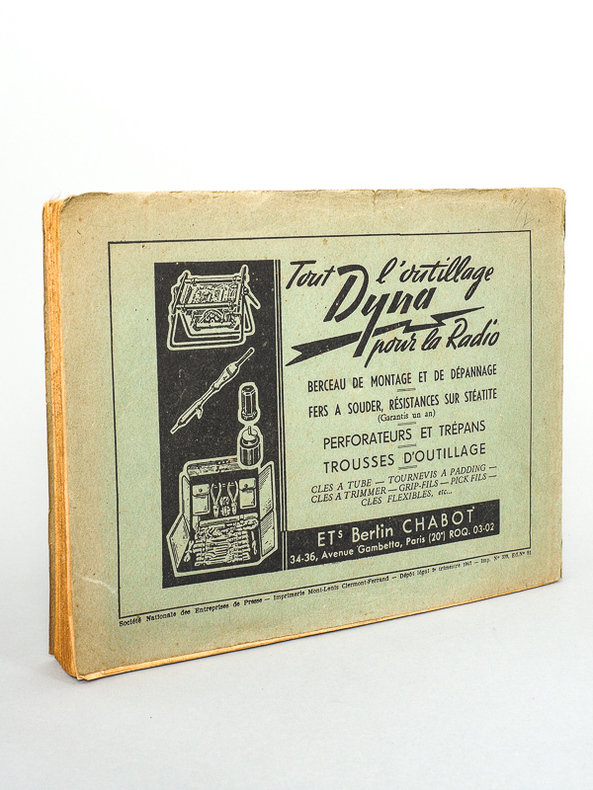 Tout l'outillage
Dyna
pour la Radio
BERCEAU DE MONTAGE ET DE DÉPANNAGE
FERS A SOUDER, RÉSISTANCES SUR STÉATITE
(Garantis un an)
PERFORATEURS ET TRÉPANS
TROUSSES D'OUTILLAGE
CLES A TUBE — TOURNEVIS A PADDING —
CLES A TRIMMER — GRIP-FILS — PICK FILS —
CLES FLEXIBLES, etc...
ETS Bertin CHABOT
34-36, Avenue Gambetta, Paris (20e) ROQ. 03-02
Société Nationale des Entreprises de Presse — Imprimerie Mont-Louis Clermont-Ferrand — Dépôt légal trimestre — Imp. N°